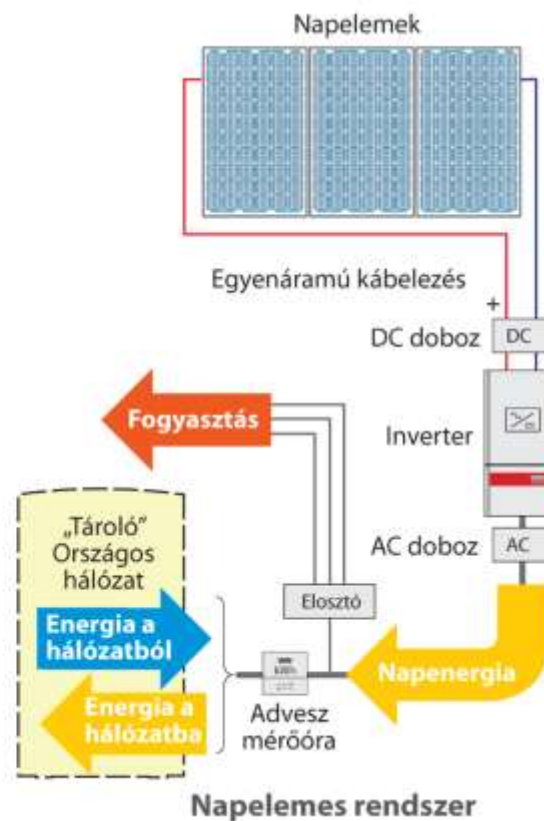 Napelemek
Egyenáramú kábelezés
+
DC doboz
DC
Inverter
Fogyasztás
„Tároló”
Országos
hálózat
AC doboz
AC
Elosztó
Energia a
hálózatból
Napenergia
Energia a
hálózatba
Advesz
mérőóra
Napelemes rendszer